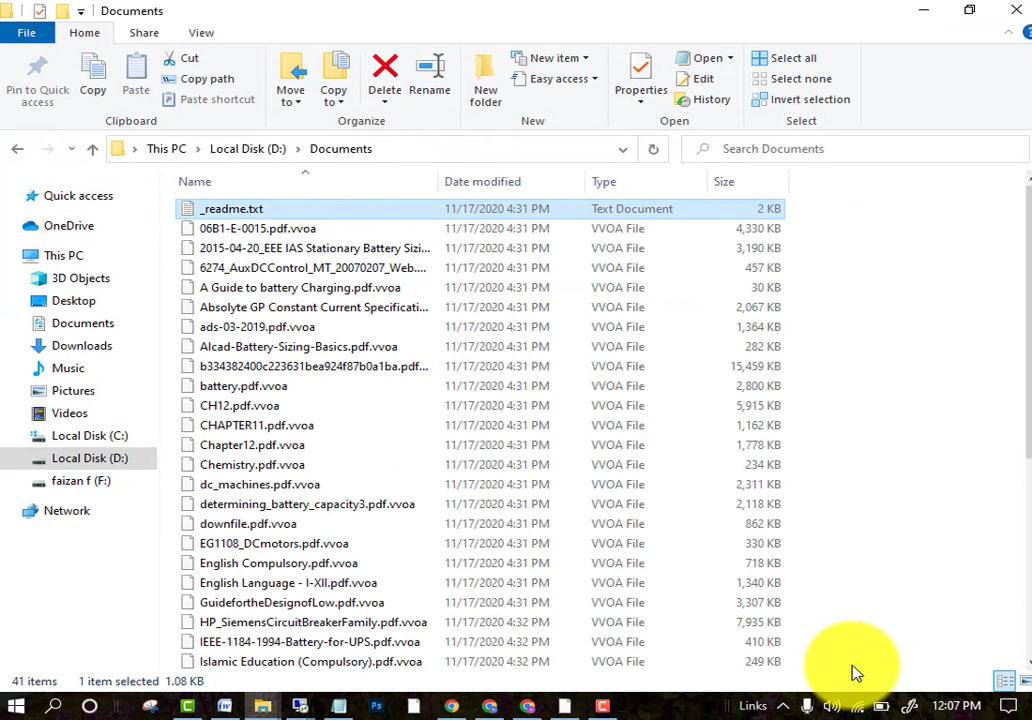 Documents
File Home Share View
Pin to Quick access
Copy
Paste
Cut
Copy path
Paste shortcut
Clipboard
Move to
Copy to
Delete
Rename
Organize
New folder
New item
Easy access
New
Properties
Open
Edit
History
Open
Select all
Select none
Invert selection
Select
This PC Local Disk (D:) Documents
Search Documents
Name Date modified Type Size
Quick access
OneDrive
This PC
3D Objects
Desktop
Documents
Downloads
Music
Pictures
Videos
Local Disk (C:)
Local Disk (D:)
faizan f (F:)
Network
_readme.txt 11/17/2020 4:31 PM Text Document 2 KB
06B1-E-0015.pdf.vvoa 11/17/2020 4:31 PM VVOA File 4,330 KB
2015-04-20_EEE IAS Stationary Battery Sizi... 11/17/2020 4:31 PM VVOA File 3,190 KB
6274_AuxDCControl_MT_20070207_Web.... 11/17/2020 4:31 PM VVOA File 457 KB
A Guide to battery Charging.pdf.vvoa 11/17/2020 4:31 PM VVOA File 30 KB
Absolyte GP Constant Current Specificati... 11/17/2020 4:31 PM VVOA File 2,067 KB
ads-03-2019.pdf.vvoa 11/17/2020 4:31 PM VVOA File 1,364 KB
Alcad-Battery-Sizing-Basics.pdf.vvoa 11/17/2020 4:31 PM VVOA File 282 KB
b334382400c223631bea924f87b0a1ba.pdf... 11/17/2020 4:31 PM VVOA File 15,459 KB
battery.pdf.vvoa 11/17/2020 4:31 PM VVOA File 2,800 KB
CH12.pdf.vvoa 11/17/2020 4:31 PM VVOA File 5,915 KB
CHAPTER11.pdf.vvoa 11/17/2020 4:31 PM VVOA File 1,162 KB
Chapter12.pdf.vvoa 11/17/2020 4:31 PM VVOA File 1,778 KB
Chemistry.pdf.vvoa 11/17/2020 4:31 PM VVOA File 234 KB
dc_machines.pdf.vvoa 11/17/2020 4:31 PM VVOA File 2,311 KB
determining_battery_capacity3.pdf.vvoa 11/17/2020 4:31 PM VVOA File 2,118 KB
downfile.pdf.vvoa 11/17/2020 4:31 PM VVOA File 862 KB
EG1108_DCmotors.pdf.vvoa 11/17/2020 4:31 PM VVOA File 330 KB
English Compulsory.pdf.vvoa 11/17/2020 4:31 PM VVOA File 718 KB
English Language - I-XII.pdf.vvoa 11/17/2020 4:31 PM VVOA File 1,340 KB
GuidefortheDesignofLow.pdf.vvoa 11/17/2020 4:31 PM VVOA File 3,307 KB
HP_SiemensCircuitBreakerFamily.pdf.vvoa 11/17/2020 4:32 PM VVOA File 7,935 KB
IEEE-1184-1994-Battery-for-UPS.pdf.vvoa 11/17/2020 4:32 PM VVOA File 410 KB
Islamic Education (Compulsory).pdf.vvoa 11/17/2020 4:32 PM VVOA File 249 KB
41 items 1 item selected 1.08 KB
Links 12:07 PM